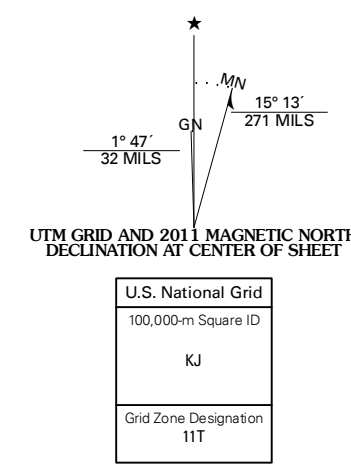 ★
MN
15° 13´
271 MILS
GN
1° 47´
32 MILS
UTM GRID AND 2011 MAGNETIC NORTH
DECLINATION AT CENTER OF SHEET
U.S. National Grid
100,000-m Square ID
KJ
Grid Zone Designation
11T